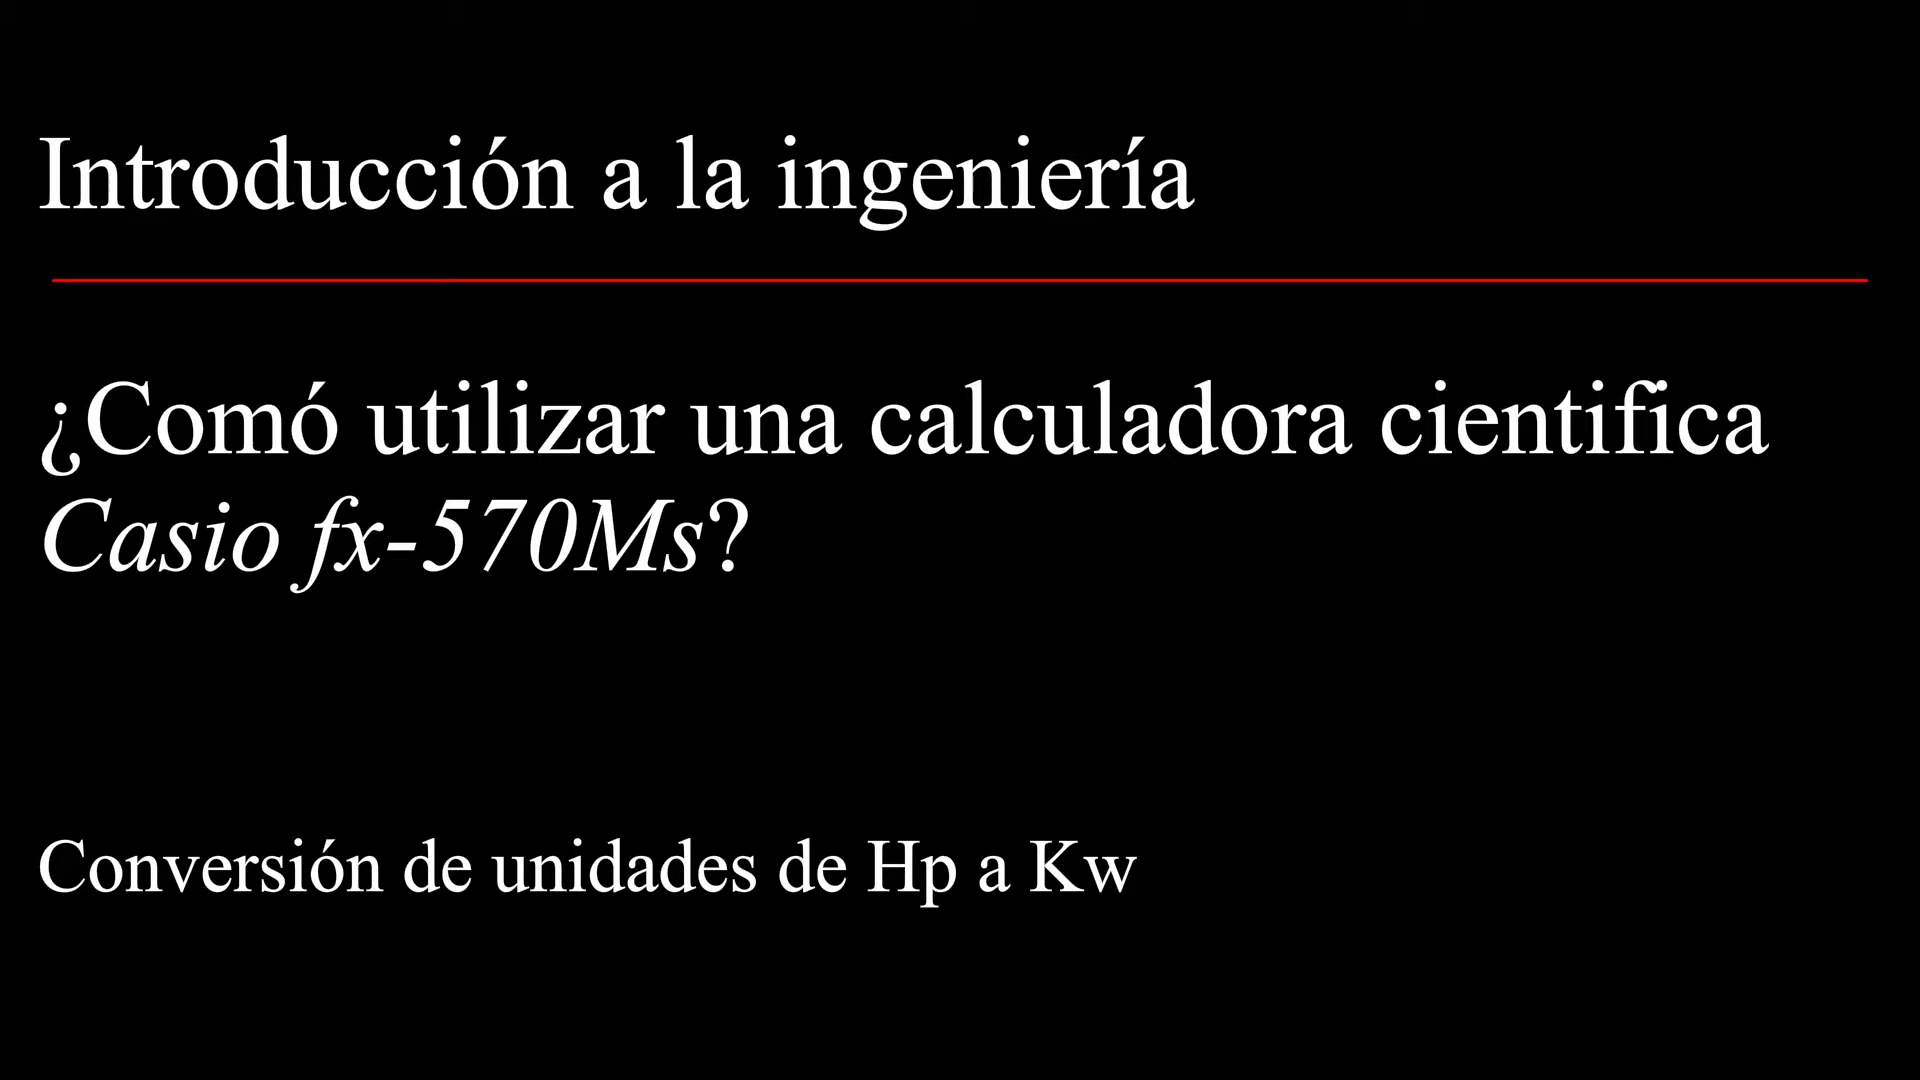 Introducción a la ingeniería
¿Comó utilizar una calculadora cientifica
Casio fx-570Ms?
Conversión de unidades de Hp a Kw